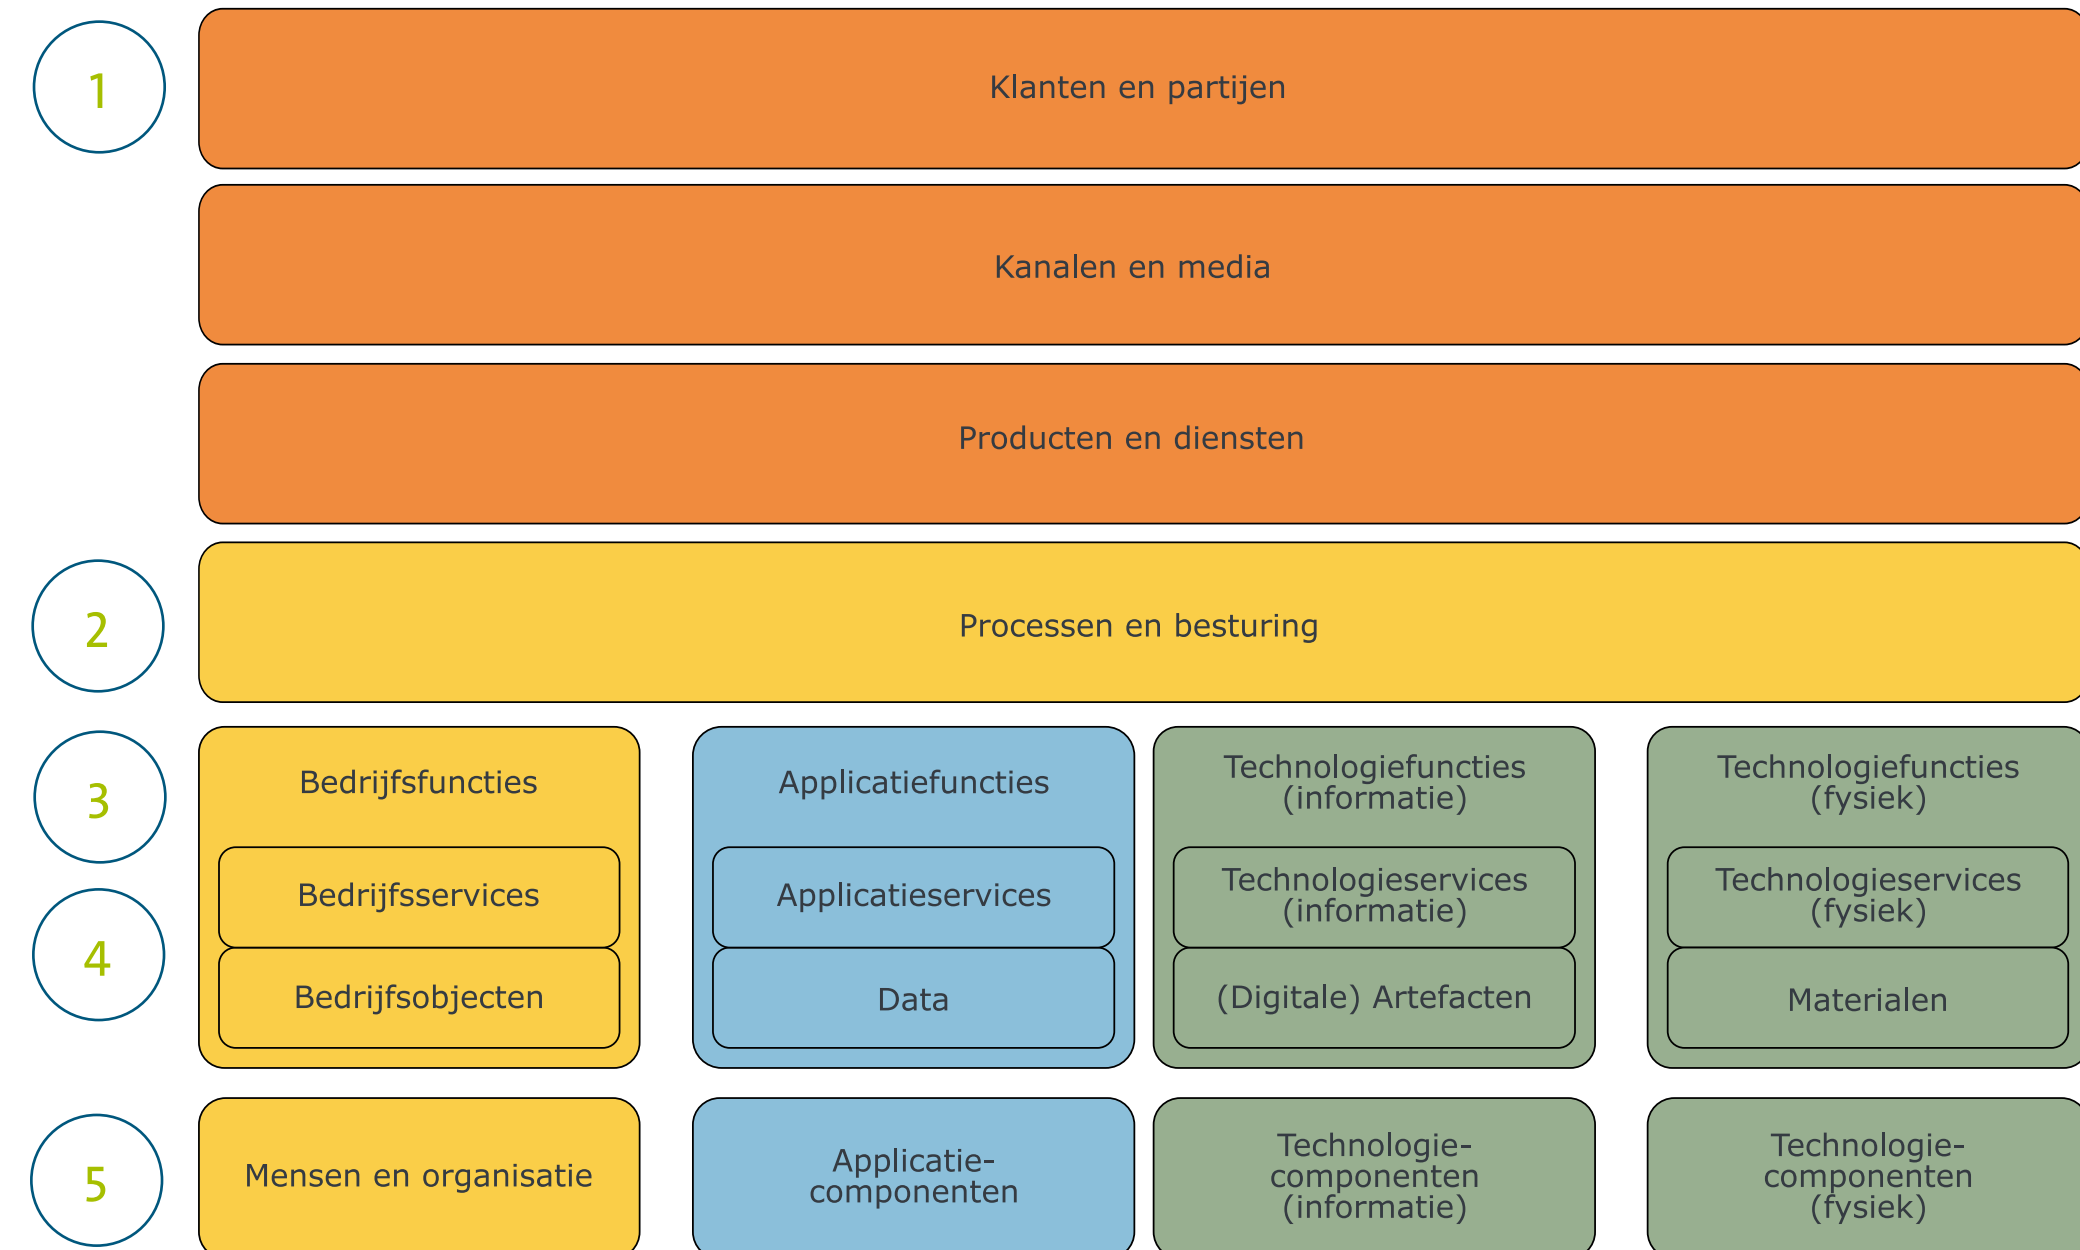 1
Klanten en partijen
Kanalen en media
Producten en diensten
2
Processen en besturing
3
Bedrijfsfuncties
Applicatiefuncties
Technologiefuncties
(informatie)
Technologiefuncties
(fysiek)
4
Bedrijfsservices
Applicatieservices
Technologieservices
(informatie)
Technologieservices
(fysiek)
Bedrijfsobjecten
Data
(Digitale) Artefacten
Materialen
5
Mensen en organisatie
Applicatie-
componenten
Technologie-
componenten
(informatie)
Technologie-
componenten
(fysiek)